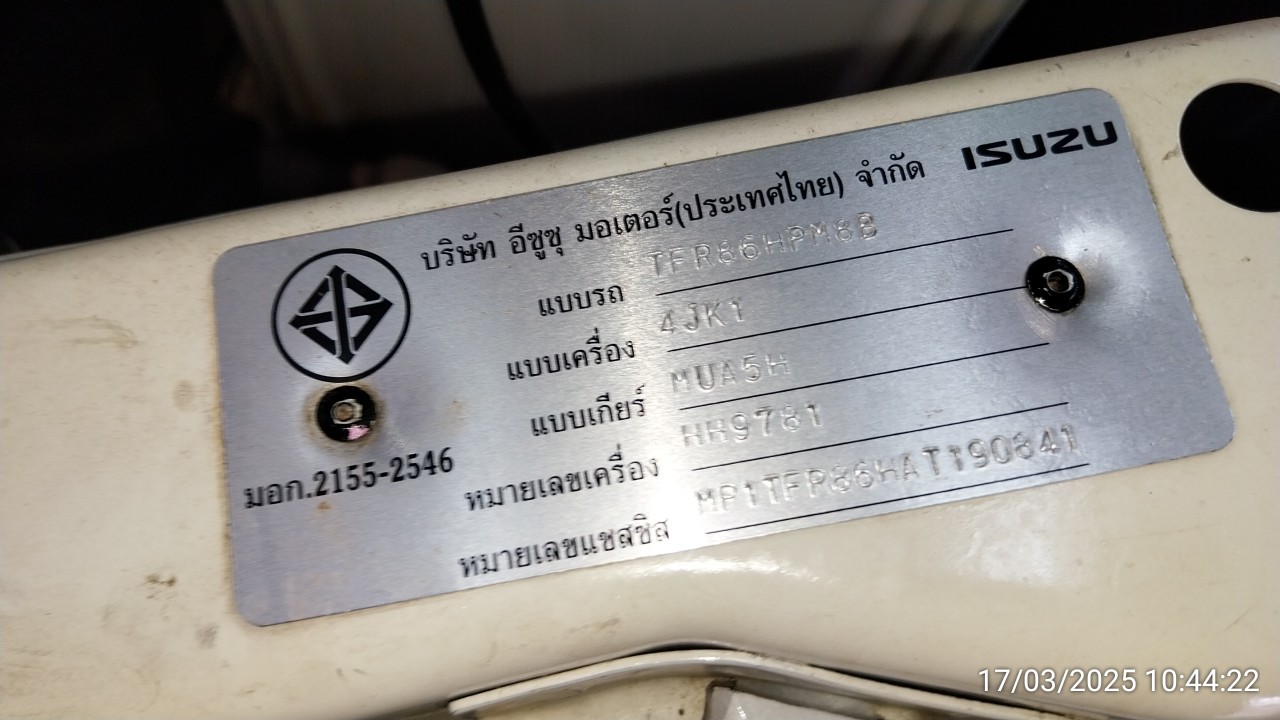 ISUZU
บริษัท อีซูซุ มอเตอร์(ประเทศไทย) จำกัด
แบบรถ TFR86HPM8B
แบบเครื่อง 4JK1
แบบเกียร์ MUA5H
หมายเลขเครื่อง HH9781
หมายเลขแชสซิส MP1TFR86HAT190841
มอก.2155-2546
17/03/2025 10:44:22